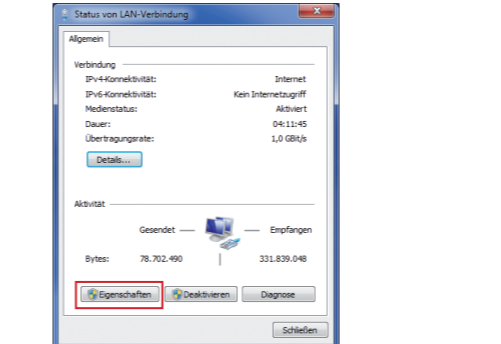 Status von LAN-Verbindung
Allgemein
Verbindung
IPv4-Konnektivität: Internet
IPv6-Konnektivität: Kein Internetzugriff
Medienstatus: Aktiviert
Dauer: 04:11:45
Übertragungsrate: 1,0 GBit/s
Details...
Aktivität
Gesendet — — Empfangen
Bytes: 78.702.490 | 331.839.048
Eigenschaften Deaktivieren Diagnose
Schließen